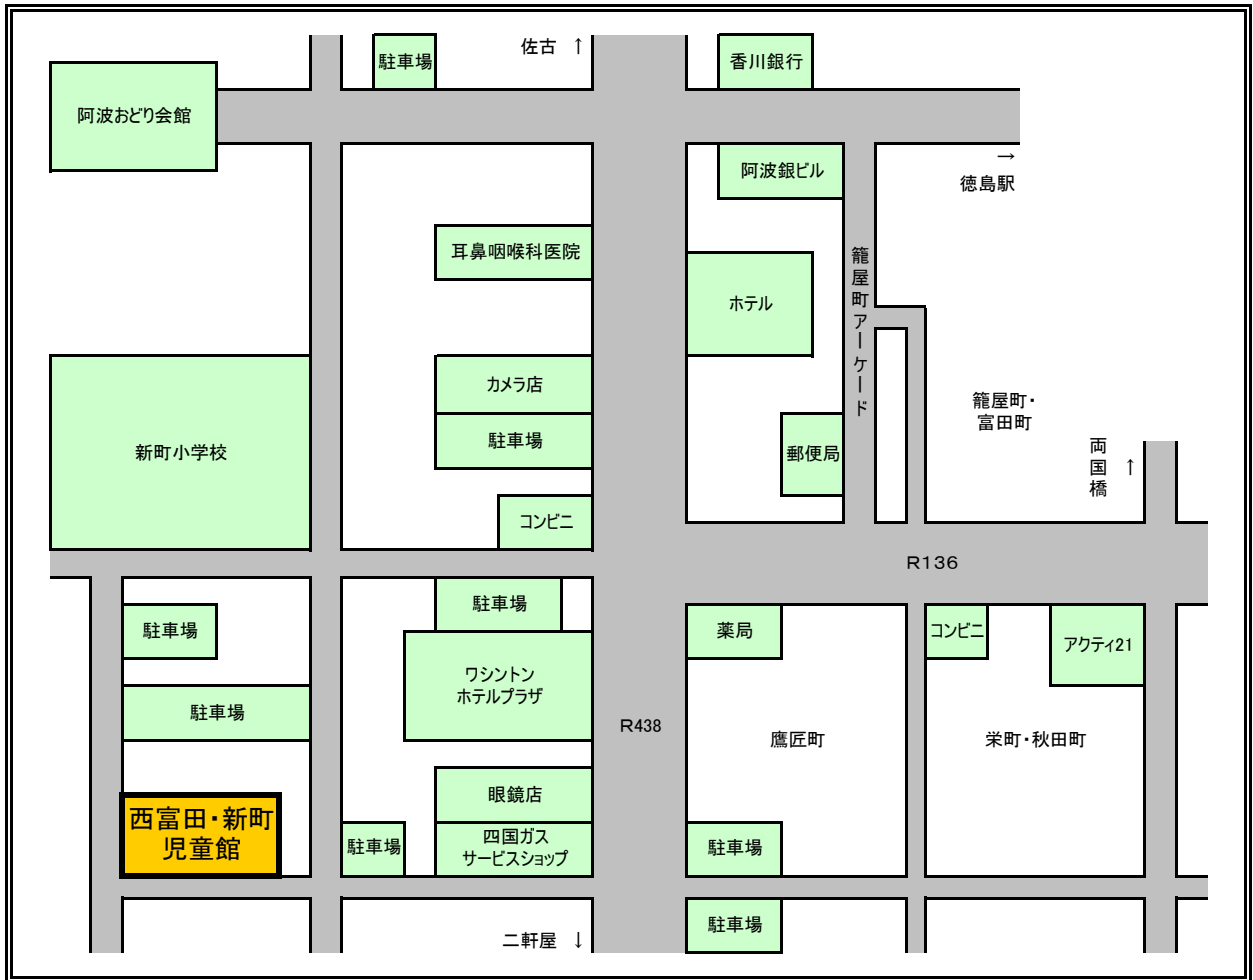 佐古 ↑
駐車場
香川銀行
阿波おどり会館
阿波銀ビル
→
徳島駅
耳鼻咽喉科医院
籠屋町アーケード
ホテル
カメラ店
新町小学校
駐車場
籠屋町・
富田町
郵便局
両国橋 ↑
コンビニ
R136
駐車場
駐車場
薬局
コンビニ
アクティ21
ワシントン
ホテルプラザ
駐車場
R438
鷹匠町
栄町・秋田町
眼鏡店
西富田・新町
児童館
駐車場
四国ガス
サービスショップ
駐車場
駐車場
二軒屋 ↓